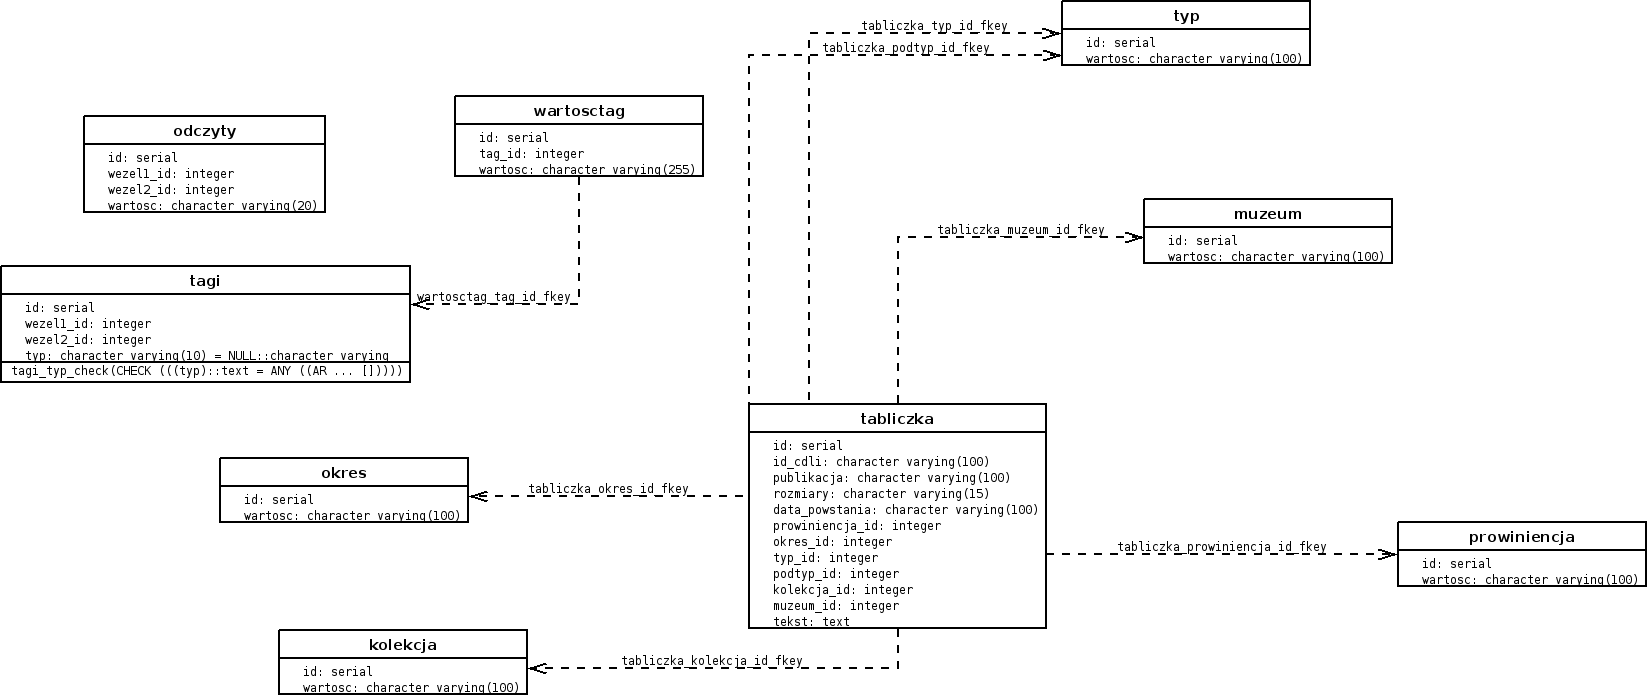 tabliczka_typ_id_fkey
tabliczka_podtyp_id_fkey
typ
id: serial
wartosc: character varying(100)
wartosctag
id: serial
tag_id: integer
wartosc: character varying(255)
odczyty
id: serial
wezel1_id: integer
wezel2_id: integer
wartosc: character varying(20)
muzeum
id: serial
wartosc: character varying(100)
tabliczka_muzeum_id_fkey
tagi
id: serial
wezel1_id: integer
wezel2_id: integer
typ: character varying(10) = NULL::character varying
tagi_typ_check(CHECK (((typ)::text = ANY ((AR ... [])))))
wartosctag_tag_id_fkey
tabliczka
id: serial
id_cdli: character varying(100)
publikacja: character varying(100)
rozmiary: character varying(15)
data_powstania: character varying(100)
prowiniencja_id: integer
okres_id: integer
typ_id: integer
podtyp_id: integer
kolekcja_id: integer
muzeum_id: integer
tekst: text
okres
id: serial
wartosc: character varying(100)
tabliczka_okres_id_fkey
tabliczka_prowiniencja_id_fkey
prowiniencja
id: serial
wartosc: character varying(100)
kolekcja
id: serial
wartosc: character varying(100)
tabliczka_kolekcja_id_fkey